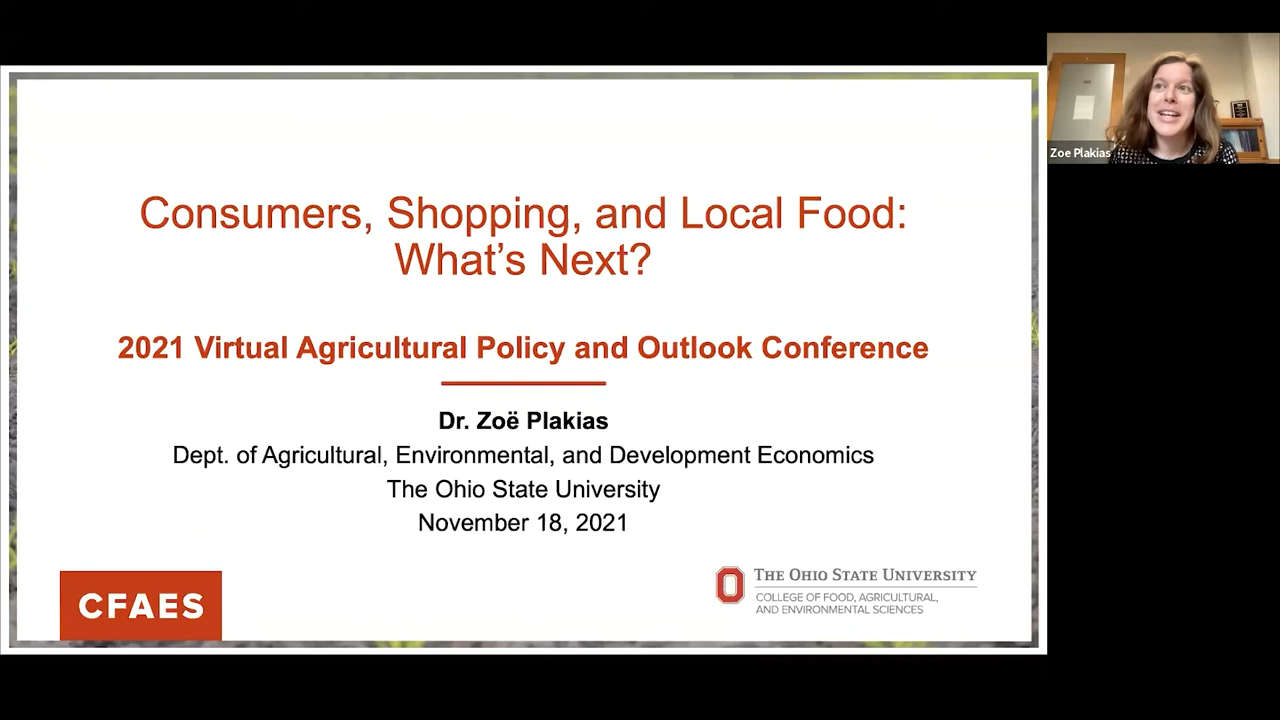 Consumers, Shopping, and Local Food:
What's Next?
2021 Virtual Agricultural Policy and Outlook Conference
Dr. Zoë Plakias
Dept. of Agricultural, Environmental, and Development Economics
The Ohio State University
November 18, 2021
CFAES
THE OHIO STATE UNIVERSITY
COLLEGE OF FOOD, AGRICULTURAL,
AND ENVIRONMENTAL SCIENCES
Zoe Plakias